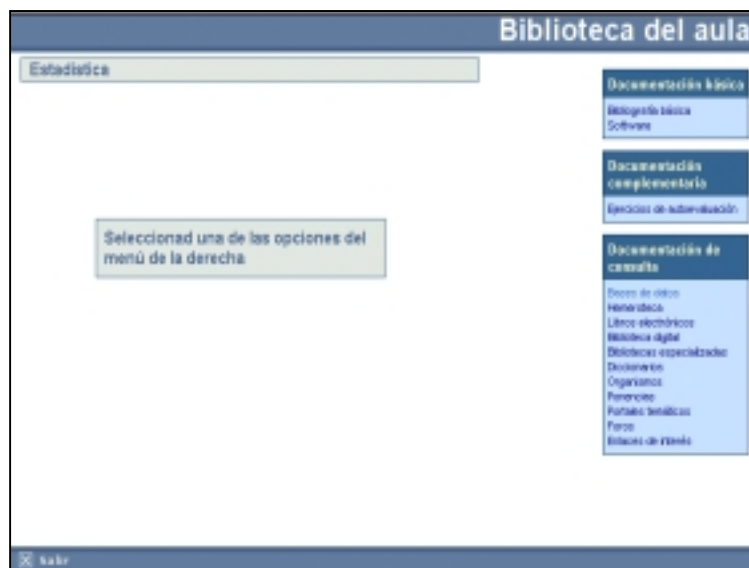 Biblioteca del aula
Estadística
Seleccionad una de las opciones del
menú de la derecha
Documentación básica
Bibliografía básica
Software
Documentación
complementaria
Ejercicios de autoevaluación
Documentación de
consulta
Bases de datos
Hemeroteca
Libros electrónicos
Biblioteca digital
Bibliotecas especializadas
Diccionarios
Organismos
Ponencias
Portales temáticos
Foros
Enlaces de interés
Salir